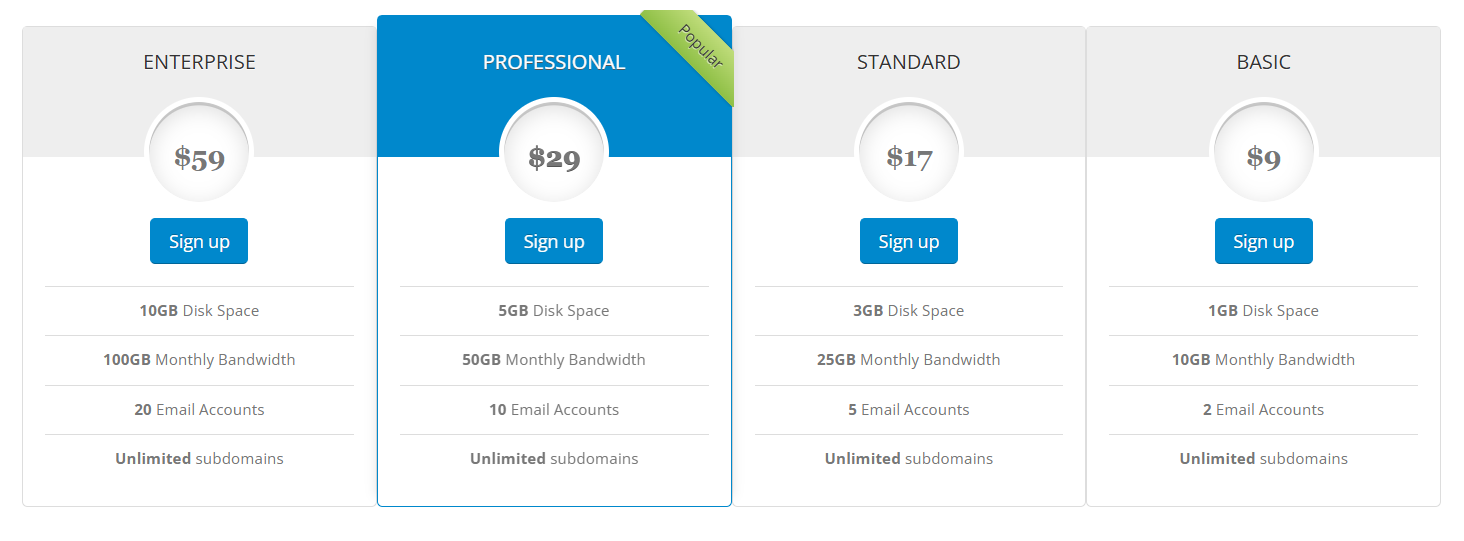 ENTERPRISE
$59
Sign up
10GB Disk Space
100GB Monthly Bandwidth
20 Email Accounts
Unlimited subdomains
PROFESSIONAL
Popular
$29
Sign up
5GB Disk Space
50GB Monthly Bandwidth
10 Email Accounts
Unlimited subdomains
STANDARD
$17
Sign up
3GB Disk Space
25GB Monthly Bandwidth
5 Email Accounts
Unlimited subdomains
BASIC
$9
Sign up
1GB Disk Space
10GB Monthly Bandwidth
2 Email Accounts
Unlimited subdomains